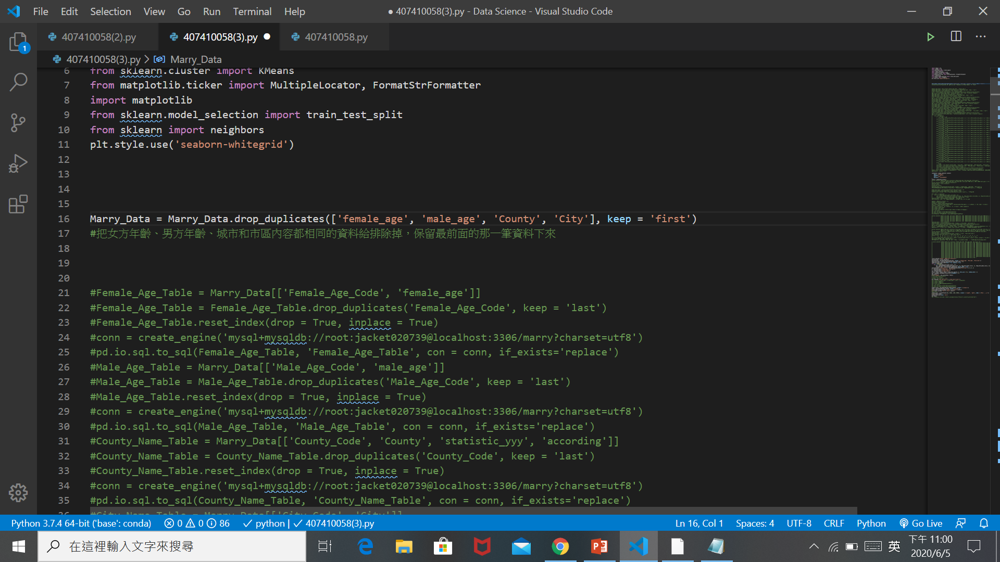 File Edit Selection View Go Run Terminal Help
● 407410058(3).py - Data Science - Visual Studio Code
407410058(2).py
407410058(3).py
407410058.py
1
407410058(3).py > Marry_Data
6 from sklearn.cluster import KMeans
7 from matplotlib.ticker import MultipleLocator, FormatStrFormatter
8 import matplotlib
9 from sklearn.model_selection import train_test_split
10 from sklearn import neighbors
11 plt.style.use('seaborn-whitegrid')
12
13
14
15
16 Marry_Data = Marry_Data.drop_duplicates(['female_age', 'male_age', 'County', 'City'], keep = 'first')
17 #把女方年齡、男方年齡、城市和市區內容都相同的資料給排除掉，保留最前面的那一筆資料下來
18
19
20
21 #Female_Age_Table = Marry_Data[['Female_Age_Code', 'female_age']]
22 #Female_Age_Table = Female_Age_Table.drop_duplicates('Female_Age_Code', keep = 'last')
23 #Female_Age_Table.reset_index(drop = True, inplace = True)
24 #conn = create_engine('mysql+mysqldb://root:jacket020739@localhost:3306/marry?charset=utf8')
25 #pd.io.sql.to_sql(Female_Age_Table, 'Female_Age_Table', con = conn, if_exists='replace')
26 #Male_Age_Table = Marry_Data[['Male_Age_Code', 'male_age']]
27 #Male_Age_Table = Male_Age_Table.drop_duplicates('Male_Age_Code', keep = 'last')
28 #Male_Age_Table.reset_index(drop = True, inplace = True)
29 #conn = create_engine('mysql+mysqldb://root:jacket020739@localhost:3306/marry?charset=utf8')
30 #pd.io.sql.to_sql(Male_Age_Table, 'Male_Age_Table', con = conn, if_exists='replace')
31 #County_Name_Table = Marry_Data[['County_Code', 'County', 'statistic_yyy', 'according']]
32 #County_Name_Table = County_Name_Table.drop_duplicates('County_Code', keep = 'last')
33 #County_Name_Table.reset_index(drop = True, inplace = True)
34 #conn = create_engine('mysql+mysqldb://root:jacket020739@localhost:3306/marry?charset=utf8')
35 #pd.io.sql.to_sql(County_Name_Table, 'County_Name_Table', con = conn, if_exists='replace')
36 #City_Name_Table = Marry_Data[['City_Code', 'City']]
Python 3.7.4 64-bit ('base': conda) 0 0 86 ✓ python | ✓ 407410058(3).py
Ln 16, Col 1 Spaces: 4 UTF-8 CRLF Python Go Live
在這裡輸入文字來搜尋
英
下午 11:00
2020/6/5